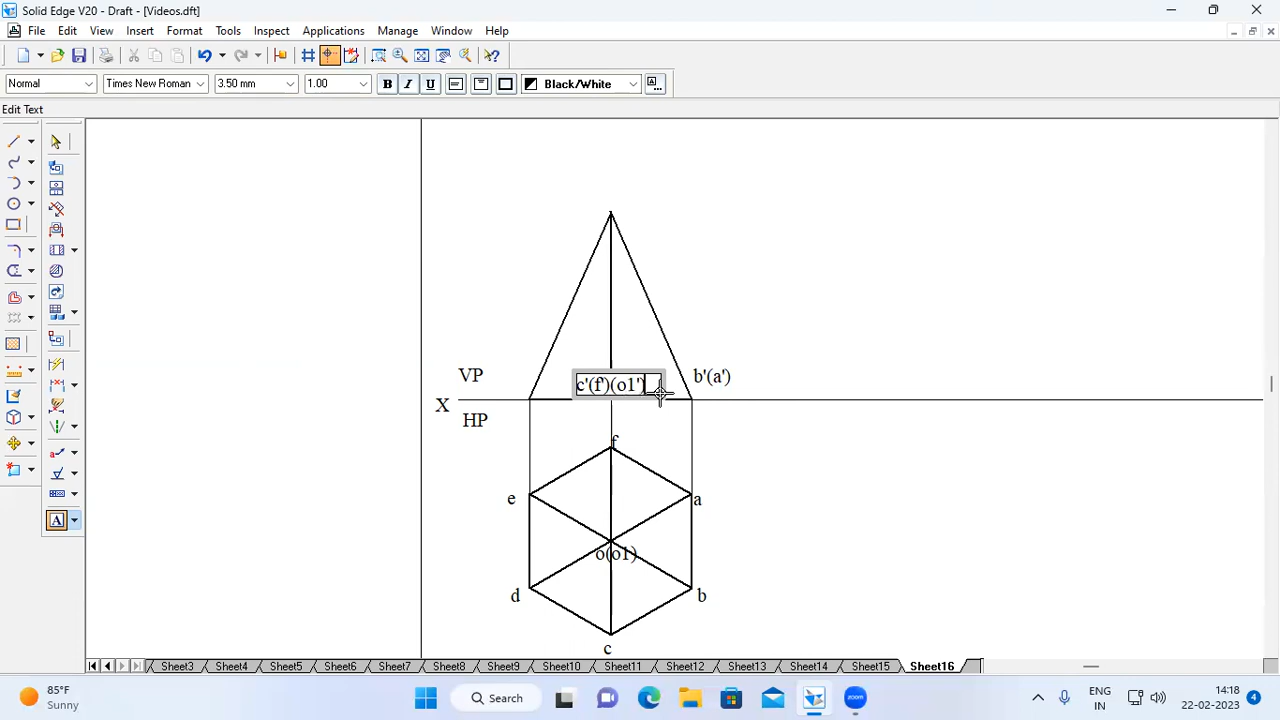 Solid Edge V20 - Draft - [Videos.dft]
File Edit View Insert Format Tools Inspect Applications Manage Window Help
Normal Times New Roman 3.50 mm 1.00 B I U Black/White
Edit Text
VP
b'(a')
c'(f')(o1')
X
HP
f
e
a
o(o1)
d
b
c
Sheet3 Sheet4 Sheet5 Sheet6 Sheet7 Sheet8 Sheet9 Sheet10 Sheet11 Sheet12 Sheet13 Sheet14 Sheet15 Sheet16
85°F
Sunny
Search
ENG
IN
14:18
22-02-2023
4